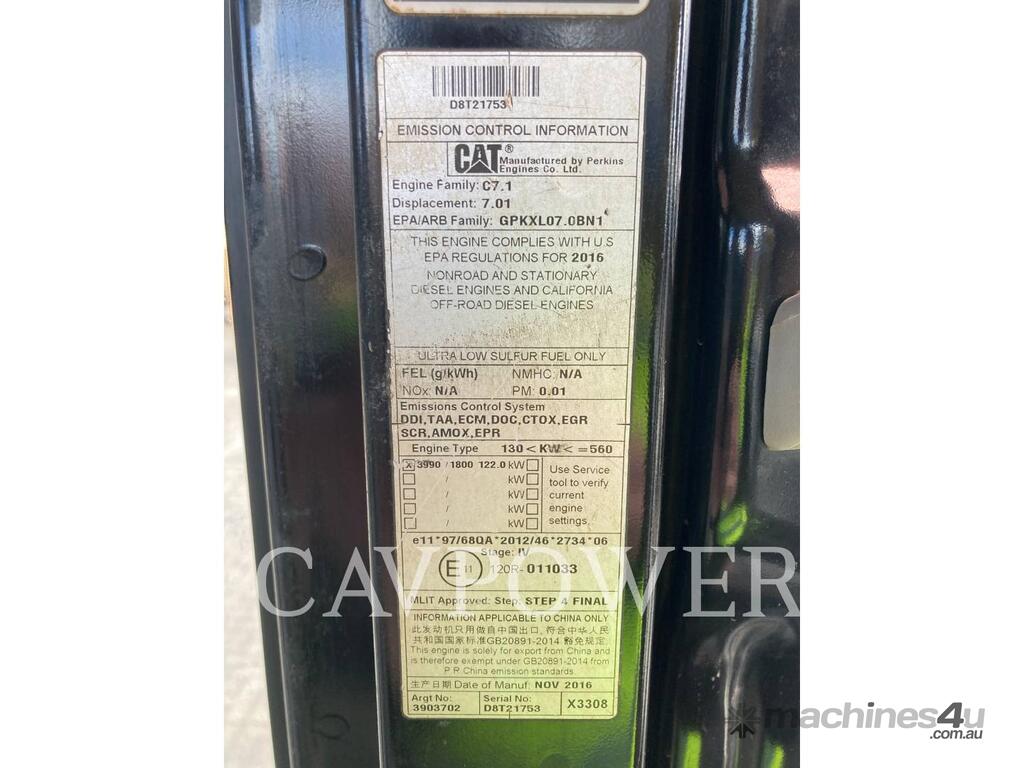 D8T21753
EMISSION CONTROL INFORMATION
CAT® Manufactured by Perkins
Engines Co. Ltd.
Engine Family: C7.1
Displacement: 7.01
EPA/ARB Family: GPKXL07.0BN1
THIS ENGINE COMPLIES WITH U.S
EPA REGULATIONS FOR 2016
NONROAD AND STATIONARY
DIESEL ENGINES AND CALIFORNIA
OFF-ROAD DIESEL ENGINES
ULTRA LOW SULFUR FUEL ONLY
FEL (g/kWh) NMHC: N/A
NOx: N/A PM: 0.01
Emissions Control System
DDI,TAA,ECM,DOC,CTOX,EGR
SCR,AMOX,EPR
Engine Type 130<KW<=560
X 3990 / 1800 122.0 kW
/ kW
/ kW
/ kW
/ kW
Use Service
tool to verify
current
engine
settings.
e11*97/68QA*2012/46*2734*06
Stage: IV
E11 120R- 011033
MLIT Approved: Step: STEP 4 FINAL
INFORMATION APPLICABLE TO CHINA ONLY
此发动机只用做自中国出口, 符合中华人民
共和国国家标准GB20891-2014 豁免规定
This engine is solely for export from China and
is therefore exempt under GB20891-2014 from
P R China emission standards.
生产日期 Date of Manuf: NOV 2016
Argt No: Serial No: X3308
3903702 D8T21753
CAVPOWER
machines4u
.com.au